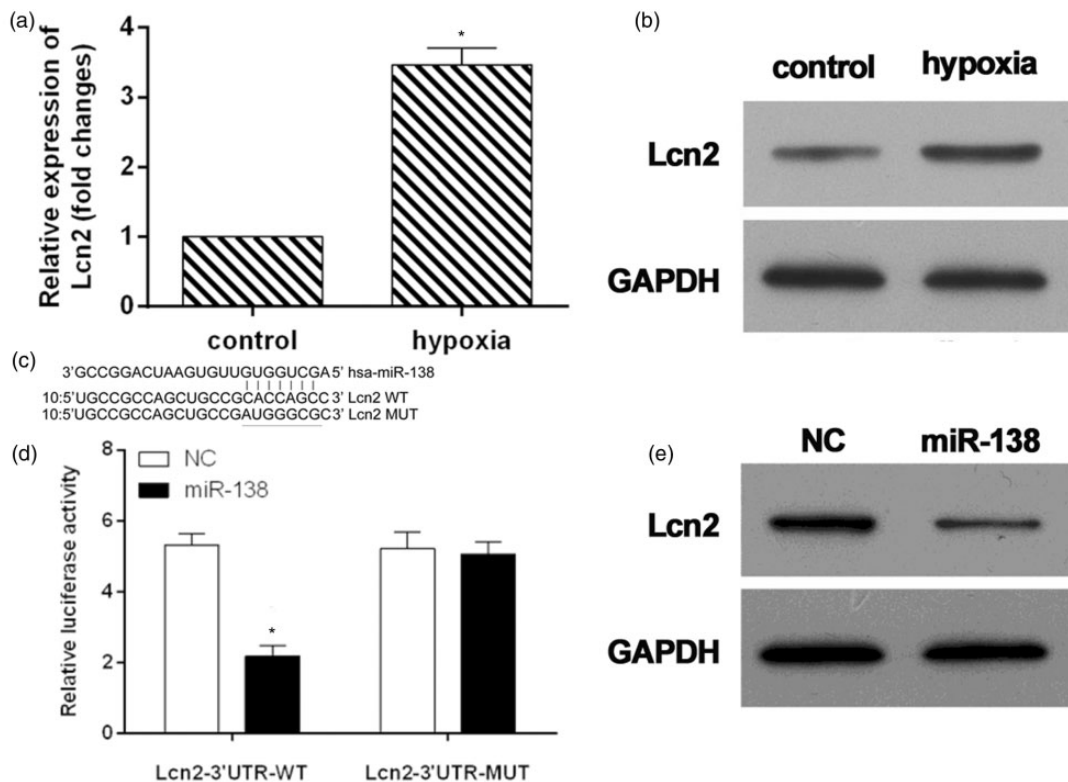 (a)
Relative expression of
Lcn2 (fold changes)
4
3
2
1
0
*
control
hypoxia
(b)
control hypoxia
Lcn2
GAPDH
(c)
3'GCCGGACUAAGUGUUGUGGUCGA5' hsa-miR-138
10:5'UGCCGCCAGCUGCCGCACCAGCC3' Lcn2 WT
10:5'UGCCGCCAGCUGCCGAUGGGCGC3' Lcn2 MUT
(d)
Relative luciferase activity
8
6
4
2
0
NC
miR-138
*
Lcn2-3'UTR-WT
Lcn2-3'UTR-MUT
(e)
NC miR-138
Lcn2
GAPDH